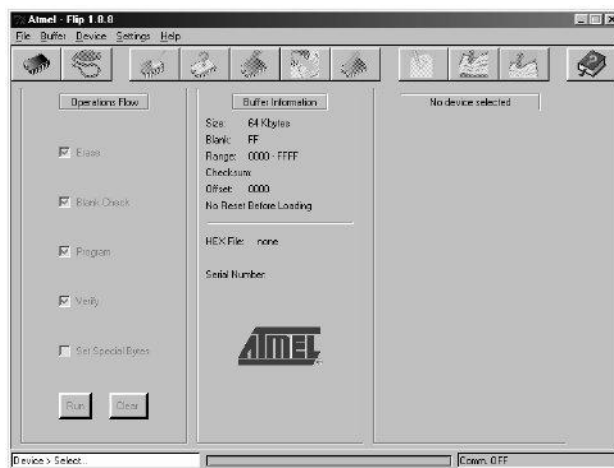 Atmel - Flip 1.8.8
File Buffer Device Settings Help
Operations Flow
Erase
Blank Check
Program
Verify
Set Special Bytes
Run Clear
Buffer Information
Size: 64 Kbytes
Blank: FF
Range: 0000 - FFFF
Checksum:
Offset: 0000
No Reset Before Loading
HEX File: none
Serial Number:
ATMEL
No device selected
Device > Select...
Comm. OFF